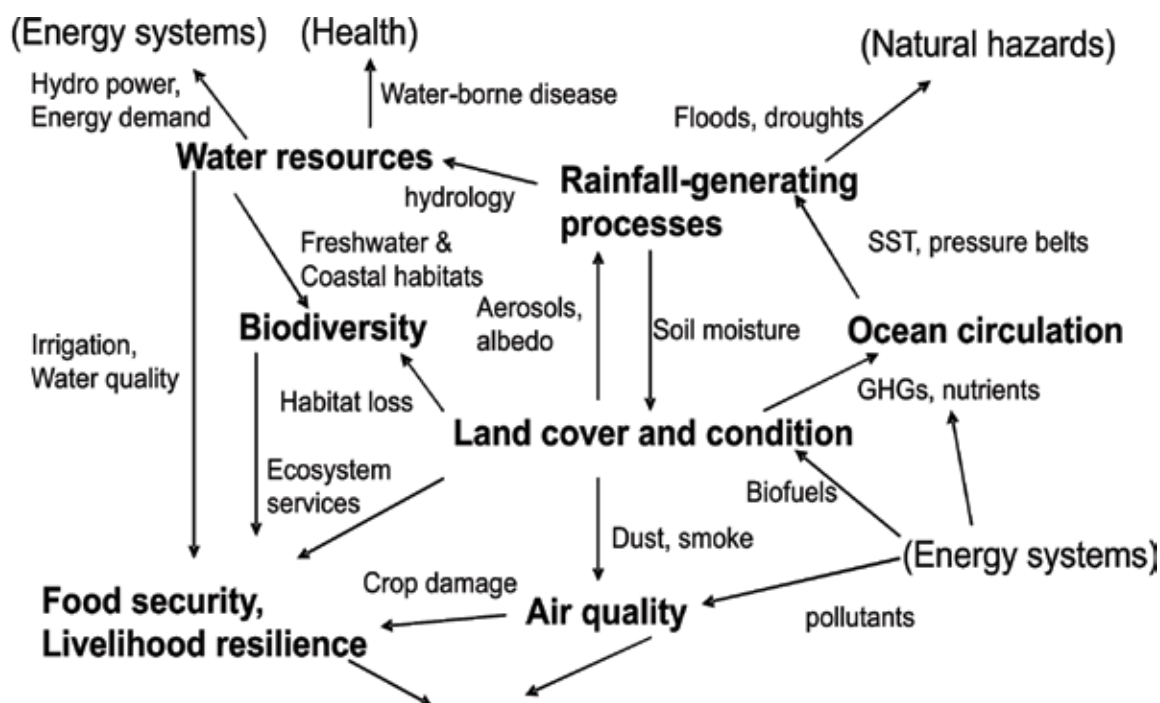 (Energy systems)
(Health)
(Natural hazards)
Hydro power,
Energy demand
Water-borne disease
Floods, droughts
Water resources
hydrology
Rainfall-generating
processes
SST, pressure belts
Freshwater &
Coastal habitats
Aerosols,
albedo
Soil moisture
Biodiversity
Ocean circulation
Irrigation,
Water quality
Habitat loss
GHGs, nutrients
Land cover and condition
Ecosystem
services
Biofuels
Dust, smoke
(Energy systems)
Crop damage
Food security,
Livelihood resilience
Air quality
pollutants